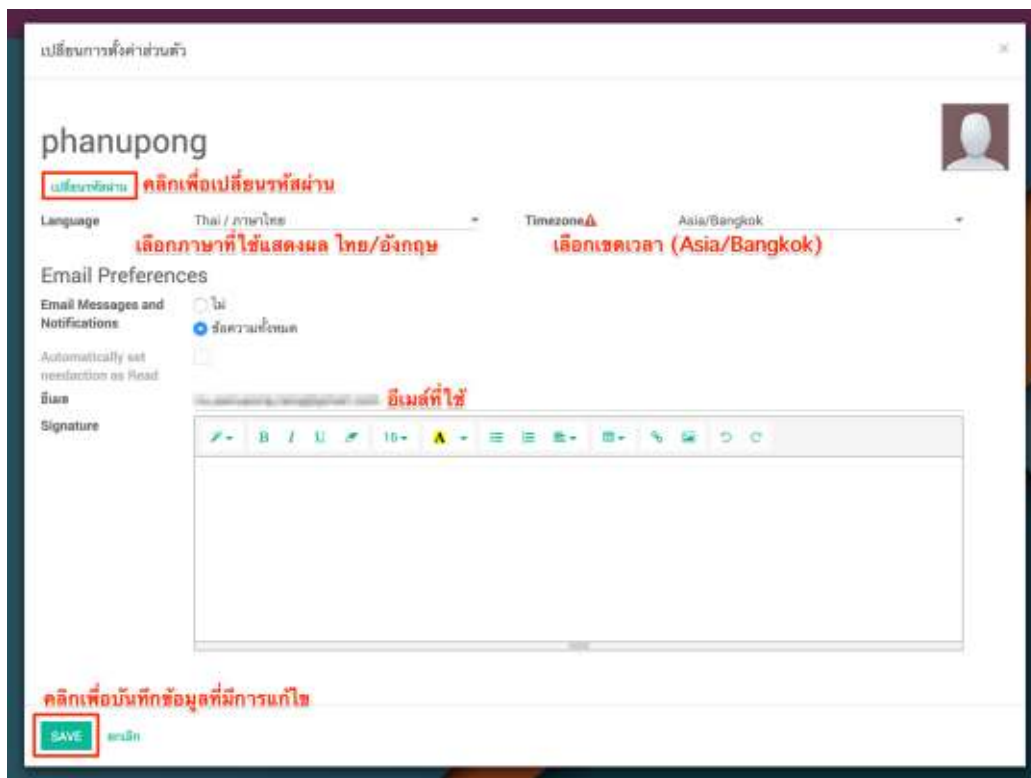 เปลี่ยนการตั้งค่าส่วนตัว ×
phanupong
เปลี่ยนรหัสผ่าน คลิกเพื่อเปลี่ยนรหัสผ่าน
Language Thai / ภาษาไทย Timezone Asia/Bangkok
เลือกภาษาที่ใช้แสดงผล ไทย/อังกฤษ เลือกเขตเวลา (Asia/Bangkok)
Email Preferences
Email Messages and ไม่
Notifications ข้อความทั้งหมด
Automatically set
needaction as Read
อีเมล อีเมล์ที่ใช้
Signature
B I U 16 A
คลิกเพื่อบันทึกข้อมูลที่มีการแก้ไข
SAVE ยกเลิก